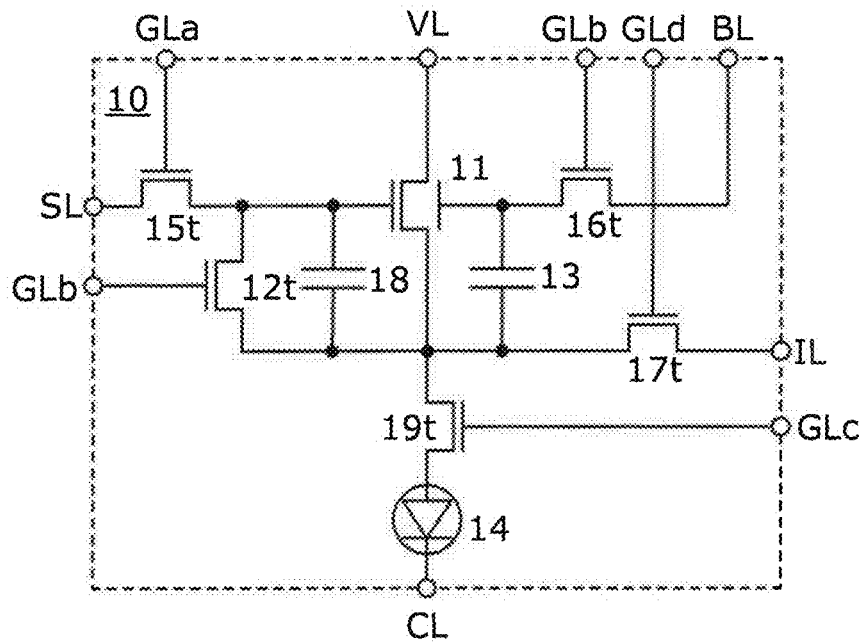 GLa VL GLb GLd BL
10
11
SL
15t 16t
GLb 12t 18 13
17t IL
19t GLc
14
CL